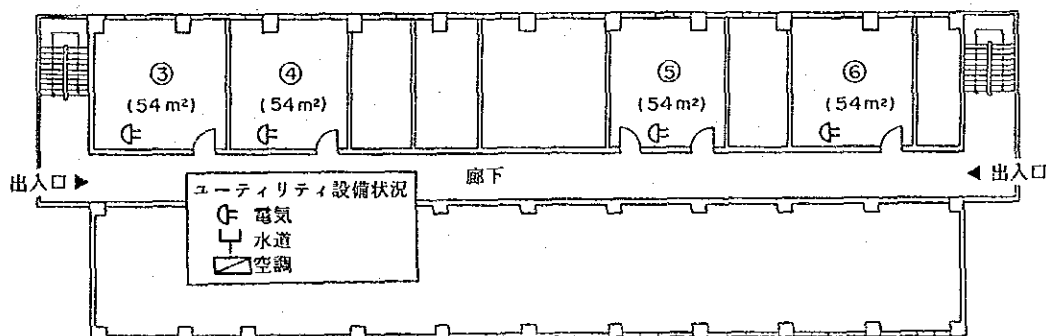 ③ ④ ⑤ ⑥
(54m²) (54m²) (54m²) (54m²)
出入口 廊下 出入口
ユーティリティ設備状況
電気
水道
空調